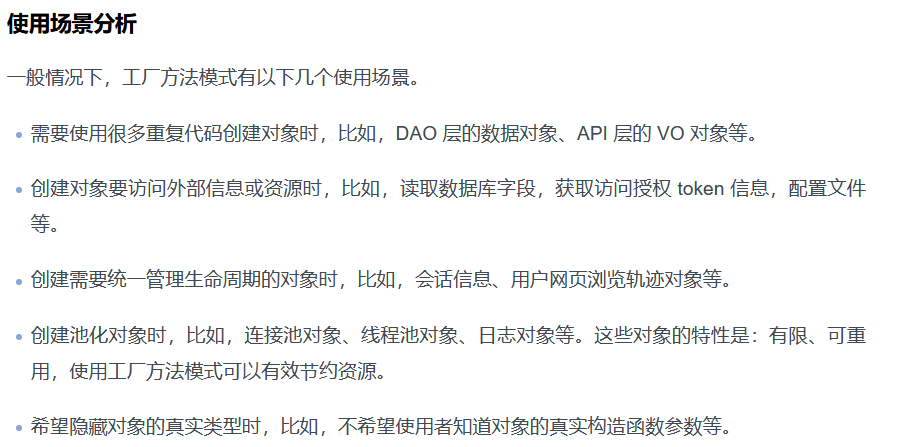 使用场景分析
一般情况下，工厂方法模式有以下几个使用场景。
需要使用很多重复代码创建对象时，比如，DAO 层的数据对象、API 层的 VO 对象等。
创建对象要访问外部信息或资源时，比如，读取数据库字段，获取访问授权 token 信息，配置文件
等。
创建需要统一管理生命周期的对象时，比如，会话信息、用户网页浏览轨迹对象等。
创建池化对象时，比如，连接池对象、线程池对象、日志对象等。这些对象的特性是：有限、可重
用，使用工厂方法模式可以有效节约资源。
希望隐藏对象的真实类型时，比如，不希望使用者知道对象的真实构造函数参数等。